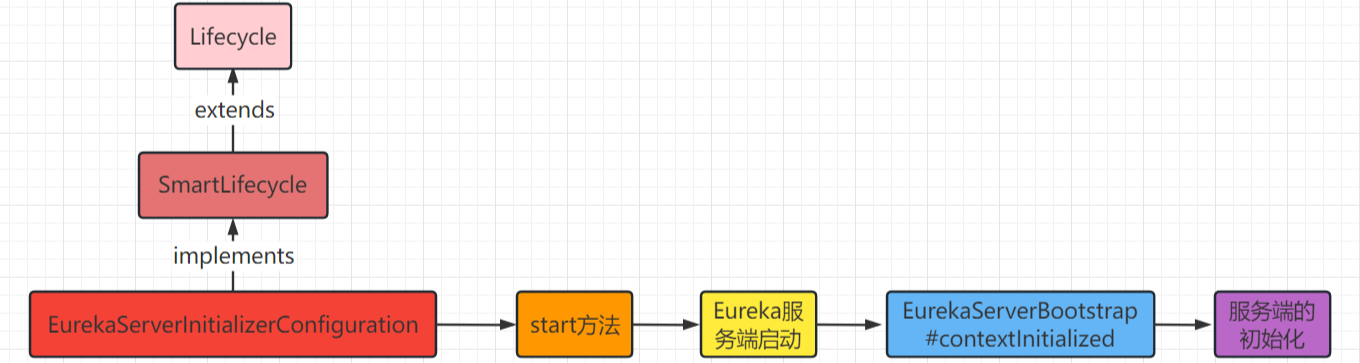 Lifecycle
extends
SmartLifecycle
implements
EurekaServerInitializerConfiguration
start方法
Eureka服
务端启动
EurekaServerBootstrap
#contextInitialized
服务端的
初始化